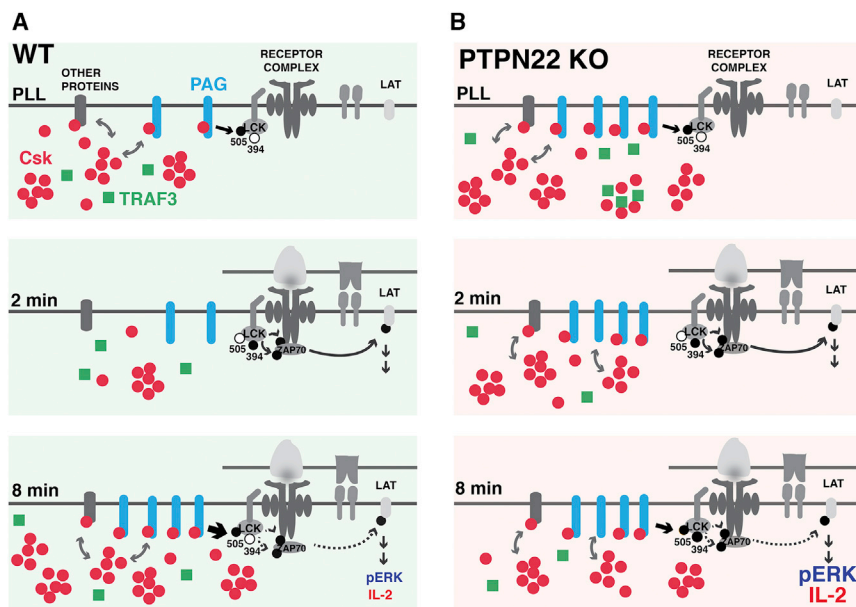 A
WT
PLL
OTHER
PROTEINS
PAG
RECEPTOR
COMPLEX
LAT
LCK
505
394
Csk
TRAF3
2 min
LAT
LCK
505
394
ZAP70
8 min
LAT
LCK
505
394
ZAP70
pERK
IL-2
B
PTPN22 KO
PLL
RECEPTOR
COMPLEX
LAT
LCK
505
394
2 min
LAT
LCK
505
394
ZAP70
8 min
LAT
LCK
505
394
ZAP70
pERK
IL-2